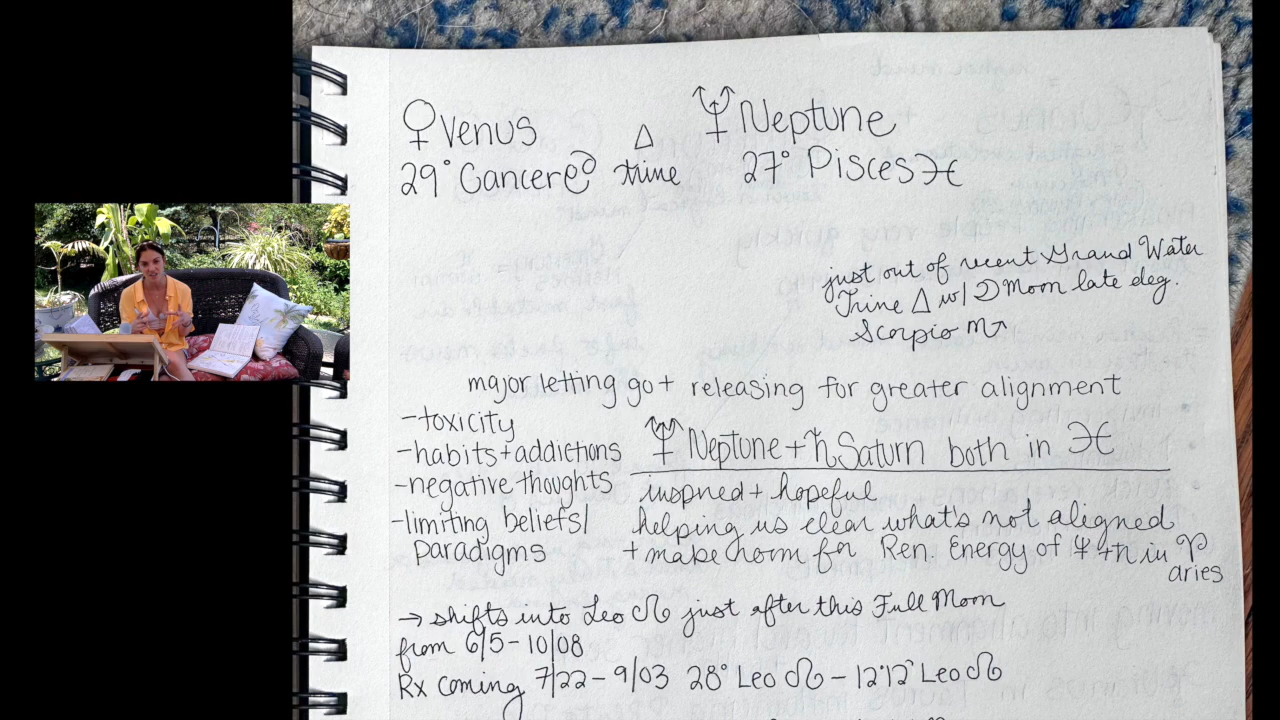 ♀Venus △ ♆Neptune
29° Cancer♋ trine 27° Pisces♓
just out of recent Grand Water
Trine △ w/ ☽ Moon late deg.
Scorpio ♏
major letting go + releasing for greater alignment
-toxicity
-habits+addictions
-negative thoughts
-limiting beliefs/
paradigms
♆ Neptune + ♄ Saturn both in ♓
inspired + hopeful
helping us clear what's not aligned
+ make room for Ren. Energy of ♆ + ♄ in ♈
aries
→ shifts into Leo ♌ just after this Full Moon
from 6/5 - 10/08
Rx coming 7/22 - 9/03 28° Leo ♌ - 12°12° Leo ♌